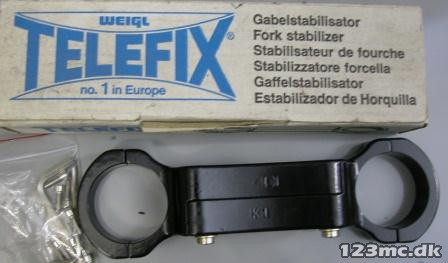 WEIGL
TELEFIX®
no. 1 in Europe
Gabelstabilisator
Fork stabilizer
Stabilisateur de fourche
Stabilizzatore forcella
Gaffelstabilisator
Estabilizador de Horquilla
K1
123mc.dk